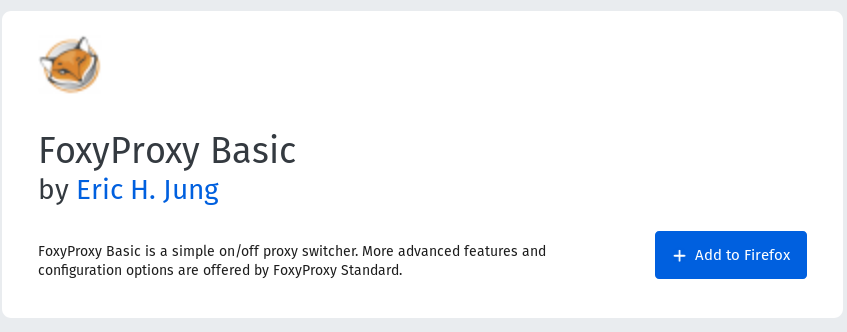 FoxyProxy Basic
by Eric H. Jung
FoxyProxy Basic is a simple on/off proxy switcher. More advanced features and
configuration options are offered by FoxyProxy Standard.
+ Add to Firefox